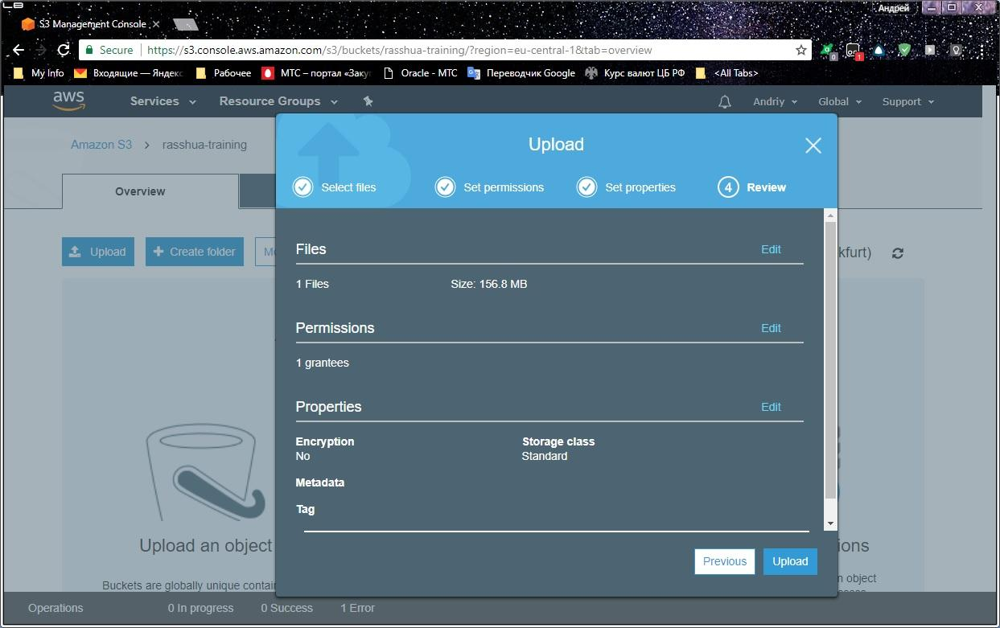 Андрей
S3 Management Console
Secure https://s3.console.aws.amazon.com/s3/buckets/rasshua-training/?region=eu-central-1&tab=overview
0 1
My Info Входящие — Яндекс Рабочее МТС – портал «Заку Oracle - МТС Переводчик Google Курс валют ЦБ РФ <All Tabs>
aws Services Resource Groups Andriy Global Support
Amazon S3 > rasshua-training
Upload
Select files Set permissions Set properties 4 Review
Overview
Upload Create folder Mo kfurt)
Files Edit
1 Files Size: 156.8 MB
Permissions Edit
1 grantees
Properties Edit
Encryption Storage class
No Standard
Metadata
Tag
Upload an object ions
Previous Upload
Buckets are globally unique contai n object
Operations 0 In progress 0 Success 1 Error